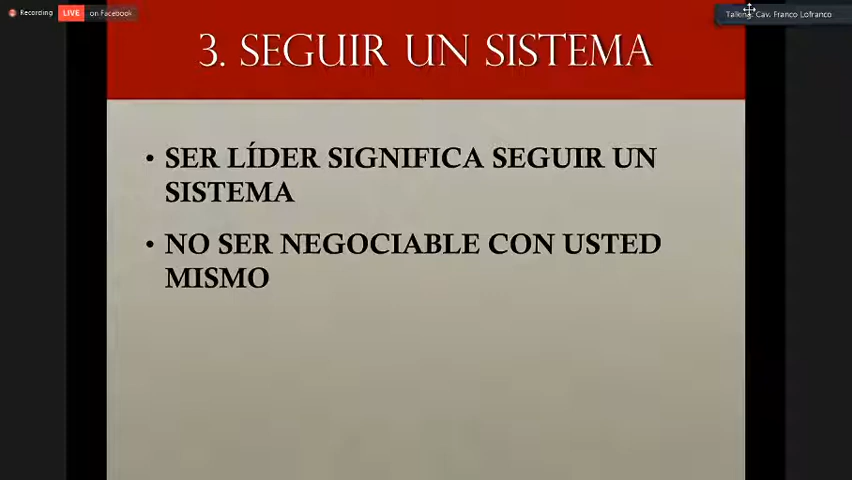 Recording LIVE on Facebook
Talking: Cav. Franco Lofranco
3. SEGUIR UN SISTEMA
• SER LÍDER SIGNIFICA SEGUIR UN
SISTEMA
• NO SER NEGOCIABLE CON USTED
MISMO